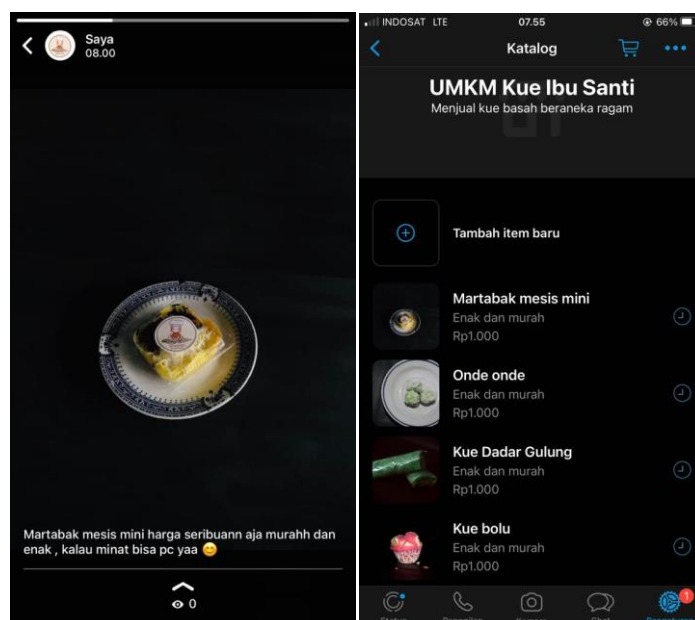 Saya
08.00
Martabak mesis mini harga seribuann aja murahh dan
enak , kalau minat bisa pc yaa 😊
0
INDOSAT LTE 07.55 66%
Katalog
UMKM Kue Ibu Santi
Menjual kue basah beraneka ragam
Tambah item baru
Martabak mesis mini
Enak dan murah
Rp1.000
Onde onde
Enak dan murah
Rp1.000
Kue Dadar Gulung
Enak dan murah
Rp1.000
Kue bolu
Enak dan murah
Rp1.000
1